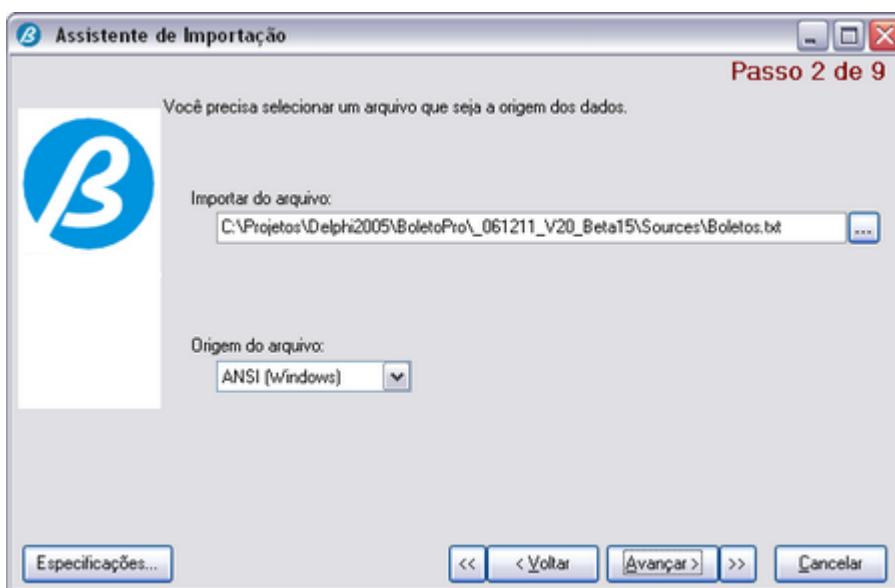 Assistente de Importação
Passo 2 de 9
Você precisa selecionar um arquivo que seja a origem dos dados.
Importar do arquivo:
C:\Projetos\Delphi2005\BoletoPro\_061211_V20_Beta15\Sources\Boletos.txt
...
Origem do arquivo:
ANSI (Windows)
Especificações... << < Voltar Avançar > >> Cancelar